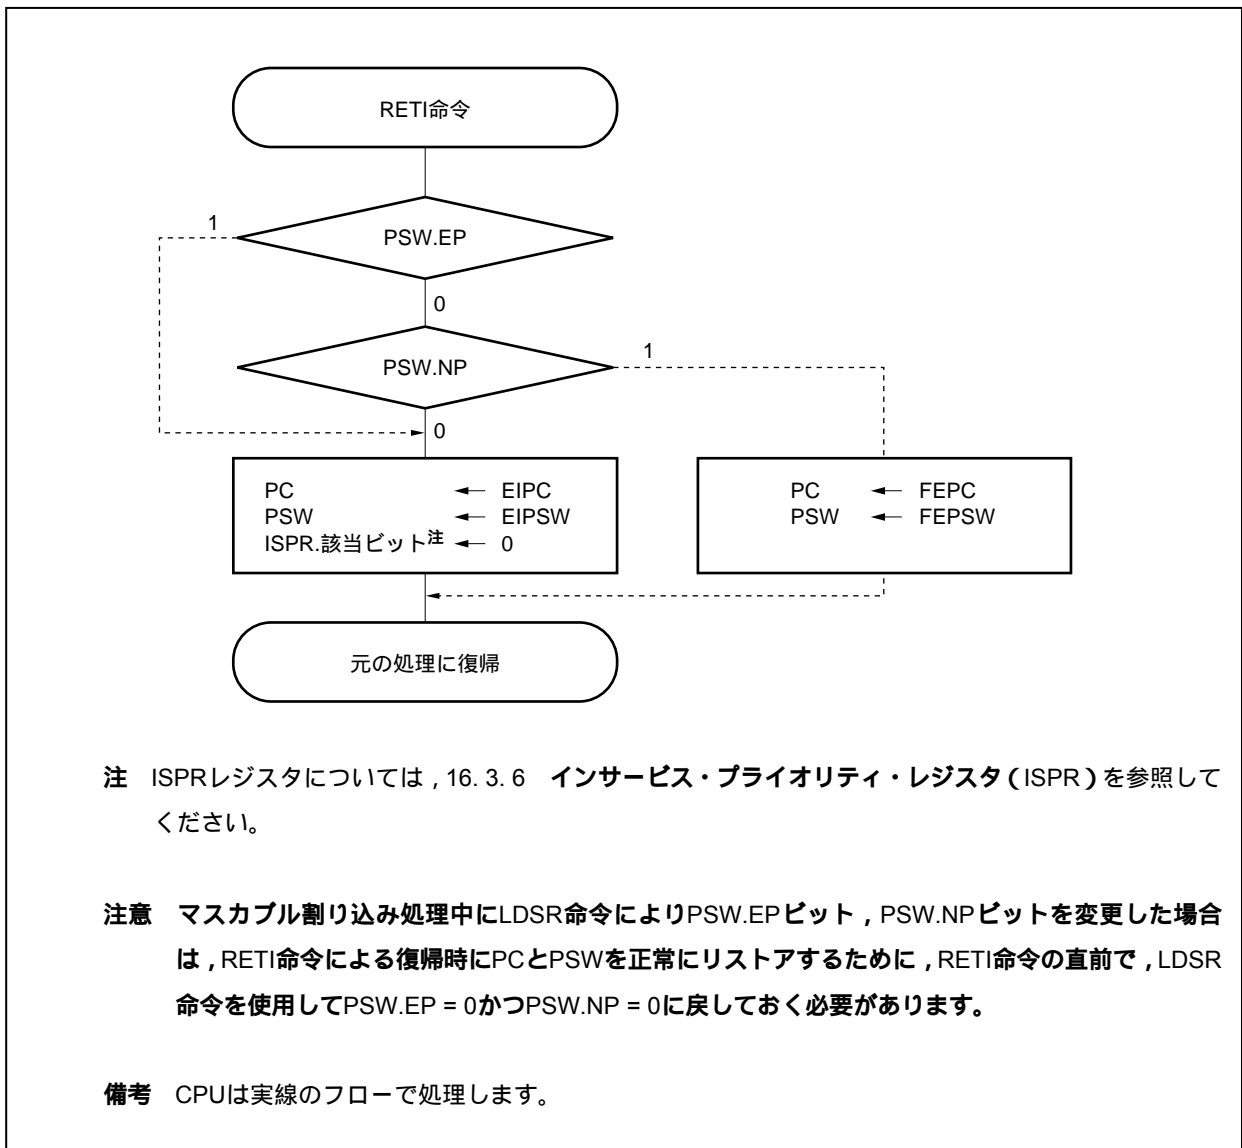 RETI命令
1
PSW.EP
0
PSW.NP
1
0
PC ← EIPC
PSW ← EIPSW
ISPR.該当ビット注 ← 0
PC ← FEPC
PSW ← FEPSW
元の処理に復帰
注 ISPRレジスタについては，16. 3. 6 インサービス・プライオリティ・レジスタ（ISPR）を参照して
ください。
注意 マスカブル割り込み処理中にLDSR命令によりPSW.EPビット，PSW.NPビットを変更した場合
は，RETI命令による復帰時にPCとPSWを正常にリストアするために，RETI命令の直前で，LDSR
命令を使用してPSW.EP = 0かつPSW.NP = 0に戻しておく必要があります。
備考 CPUは実線のフローで処理します。